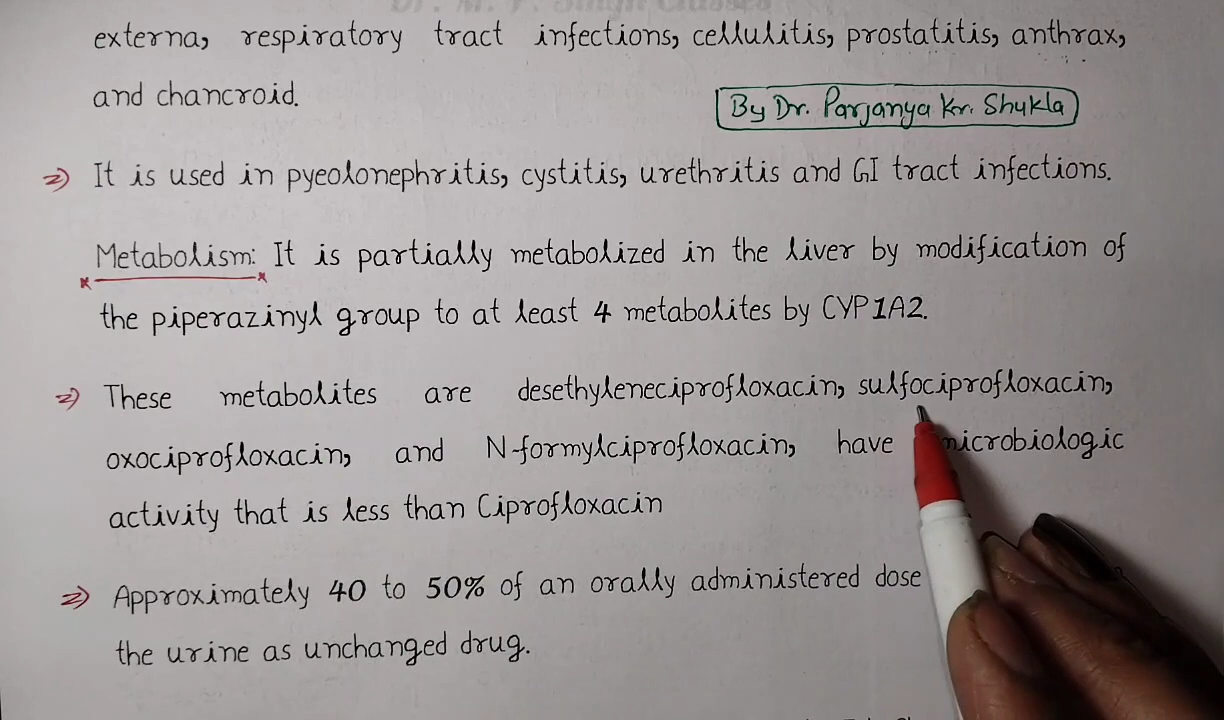 externa, respiratory tract infections, cellulitis, prostatitis, anthrax,
and chancroid.
By Dr. Parjanya Kr. Shukla
⇒ It is used in pyeolonephritis, cystitis, urethritis and GI tract infections.
Metabolism: It is partially metabolized in the liver by modification of
the piperazinyl group to at least 4 metabolites by CYP1A2.
⇒ These metabolites are desethyleneciprofloxacin, sulfociprofloxacin,
oxociprofloxacin, and N-formylciprofloxacin, have microbiologic
activity that is less than Ciprofloxacin
⇒ Approximately 40 to 50% of an orally administered dose
the urine as unchanged drug.